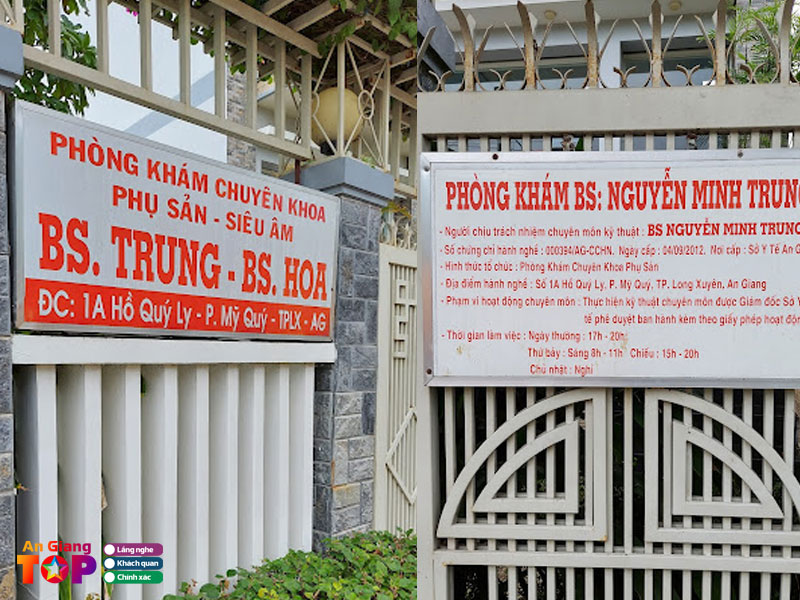 PHÒNG KHÁM CHUYÊN KHOA
PHỤ SẢN - SIÊU ÂM
BS. TRUNG - BS. HOA
ĐC: 1A Hồ Quý Ly - P. Mỹ Quý - TPLX - AG
PHÒNG KHÁM BS: NGUYỄN MINH TRUNG
- Người chịu trách nhiệm chuyên môn kỹ thuật : BS NGUYỄN MINH TRUNG
- Số chứng chỉ hành nghề : 000394/AG-CCHN. Ngày cấp : 04/09/2012. Nơi cấp : Sở Y Tế An G
- Hình thức tổ chức : Phòng Khám Chuyên Khoa Phụ Sản
- Địa điểm hành nghề : Số 1A Hồ Quý Ly, P. Mỹ Quý, TP. Long Xuyên, An Giang
- Phạm vi hoạt động chuyên môn : Thực hiện kỹ thuật chuyên môn được Giám đốc Sở Y
tế phê duyệt ban hành kèm theo giấy phép hoạt độn
- Thời gian làm việc : Ngày thường : 17h - 20h
Thứ bảy : Sáng 8h - 11h Chiều : 15h - 20h
Chủ nhật : Nghỉ
An Giang
TOP
Lắng nghe
Khách quan
Chính xác